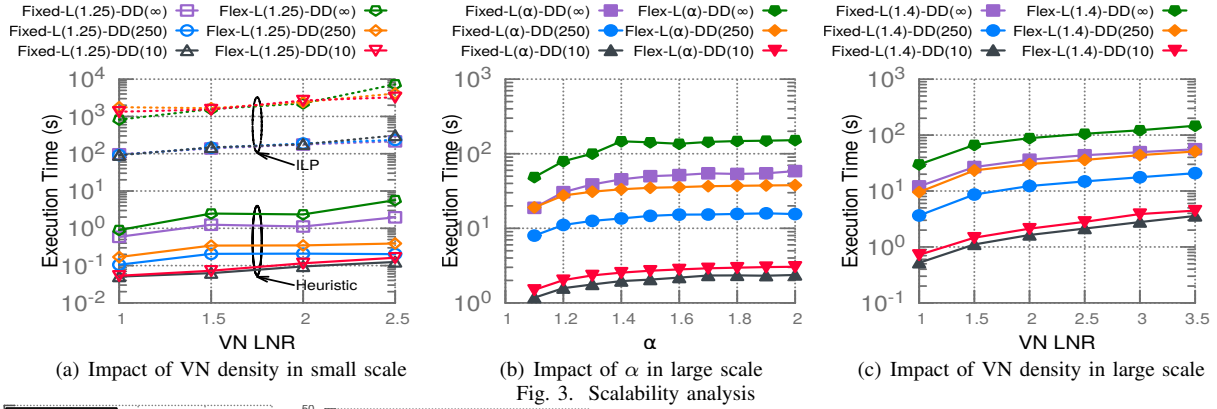 Fixed-L(1.25)-DD(∞) Flex-L(1.25)-DD(∞)
Fixed-L(1.25)-DD(250) Flex-L(1.25)-DD(250)
Fixed-L(1.25)-DD(10) Flex-L(1.25)-DD(10)
10^4
10^3
10^2
10^1
10^0
10^-1
10^-2
Execution Time (s)
ILP
Heuristic
1 1.5 2 2.5
VN LNR
(a) Impact of VN density in small scale
Fixed-L(α)-DD(∞) Flex-L(α)-DD(∞)
Fixed-L(α)-DD(250) Flex-L(α)-DD(250)
Fixed-L(α)-DD(10) Flex-L(α)-DD(10)
10^3
10^2
10^1
10^0
Execution Time (s)
1 1.2 1.4 1.6 1.8 2
α
(b) Impact of α in large scale
Fixed-L(1.4)-DD(∞) Flex-L(1.4)-DD(∞)
Fixed-L(1.4)-DD(250) Flex-L(1.4)-DD(250)
Fixed-L(1.4)-DD(10) Flex-L(1.4)-DD(10)
10^3
10^2
10^1
10^0
10^-1
Execution Time (s)
1 1.5 2 2.5 3 3.5
VN LNR
(c) Impact of VN density in large scale
Fig. 3. Scalability analysis
50